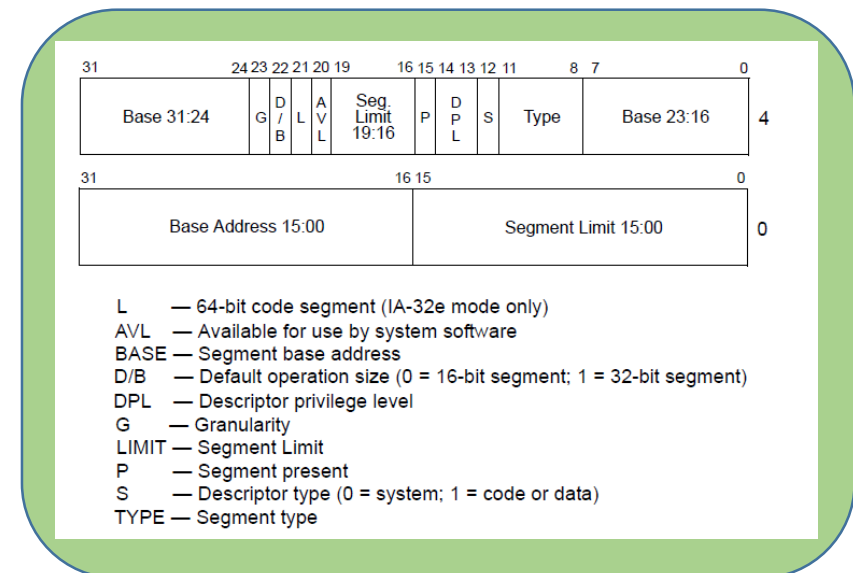 31 24 23 22 21 20 19 16 15 14 13 12 11 8 7 0
Base 31:24 G D/B L AVL Seg. Limit 19:16 P DPL S Type Base 23:16 4
31 16 15 0
Base Address 15:00 Segment Limit 15:00 0
L — 64-bit code segment (IA-32e mode only)
AVL — Available for use by system software
BASE — Segment base address
D/B — Default operation size (0 = 16-bit segment; 1 = 32-bit segment)
DPL — Descriptor privilege level
G — Granularity
LIMIT — Segment Limit
P — Segment present
S — Descriptor type (0 = system; 1 = code or data)
TYPE — Segment type